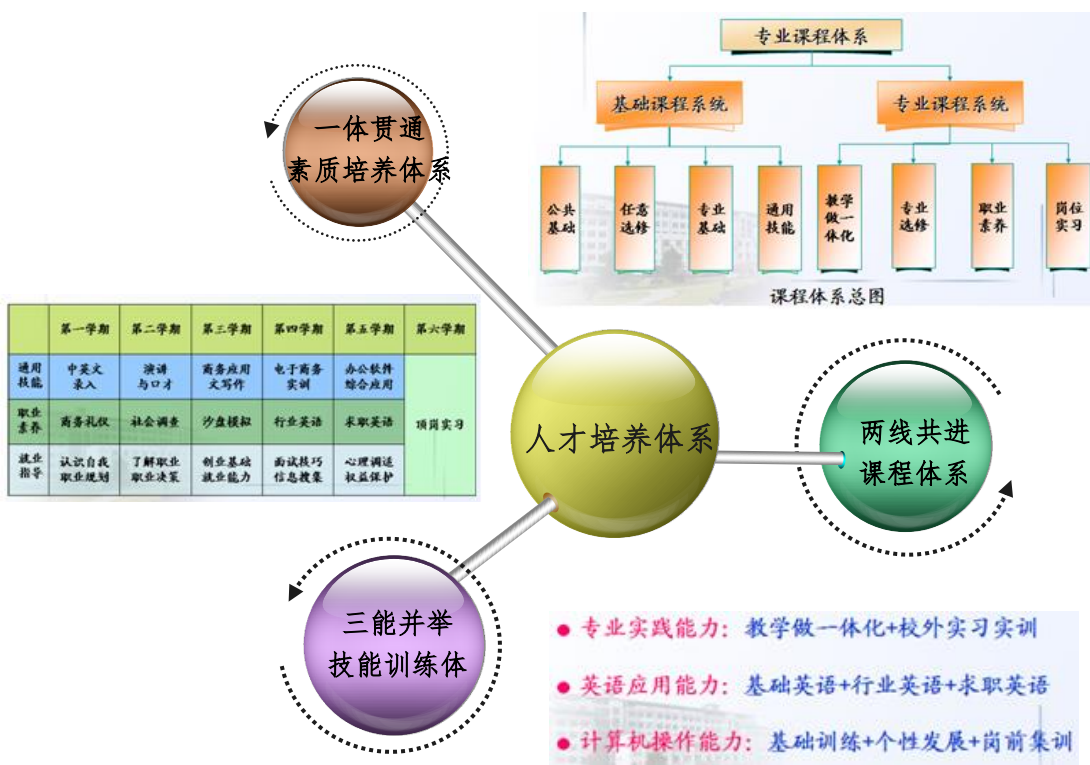 专业课程体系
基础课程系统
专业课程系统
公共
基础
任意
选修
专业
基础
通用
技能
教学
做一
体化
专业
选修
职业
素养
岗位
实习
课程体系总图
一体贯通
素质培养体系
第一学期 第二学期 第三学期 第四学期 第五学期 第六学期
通用
技能
中英文
录入
演讲
与口才
商务应用
文写作
电子商务
实训
办公软件
综合应用
职业
素养
商务礼仪
社会调查
沙盘模拟
行业英语
求职英语
顶岗实习
就业
指导
认识自我
职业规划
了解职业
职业决策
创业基础
就业能力
面试技巧
信息搜集
心理调适
权益保护
人才培养体系
两线共进
课程体系
三能并举
技能训练体
专业实践能力：教学做一体化+校外实习实训
英语应用能力：基础英语+行业英语+求职英语
计算机操作能力：基础训练+个性发展+岗前集训